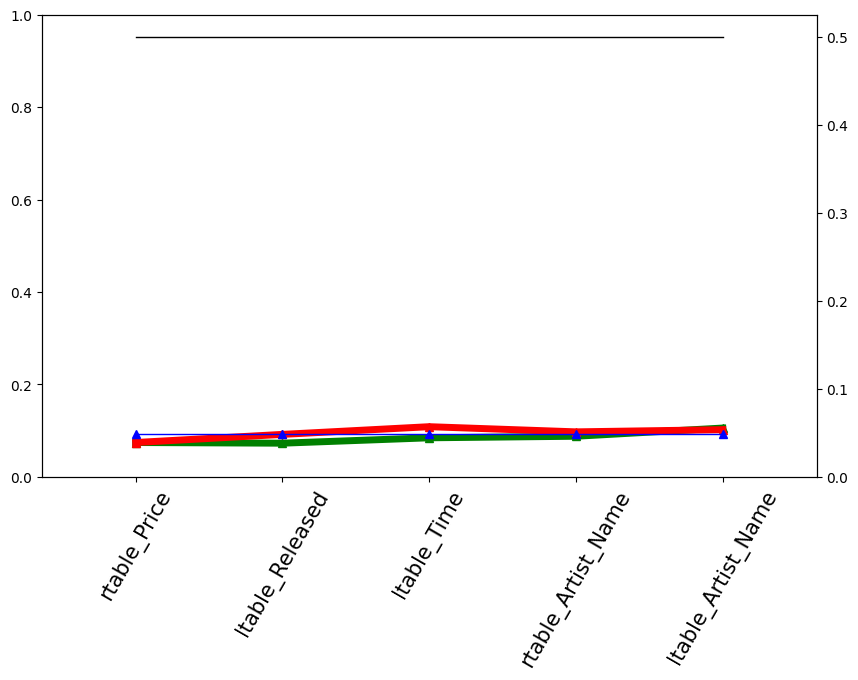 1.0
0.8
0.6
0.4
0.2
0.0
0.5
0.4
0.3
0.2
0.1
0.0
rtable_Price
ltable_Released
ltable_Time
rtable_Artist_Name
ltable_Artist_Name